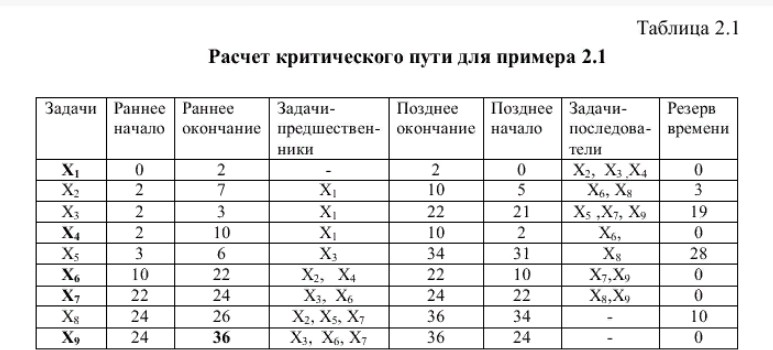 Таблица 2.1
Расчет критического пути для примера 2.1
Задачи Раннее начало Раннее окончание Задачи-предшествен-ники Позднее окончание Позднее начало Задачи-последова-тели Резерв времени
X₁ 0 2 - 2 0 X₂, X₃ ,X₄ 0
X₂ 2 7 X₁ 10 5 X₆, X₈ 3
X₃ 2 3 X₁ 22 21 X₅ ,X₇, X₉ 19
X₄ 2 10 X₁ 10 2 X₆, 0
X₅ 3 6 X₃ 34 31 X₈ 28
X₆ 10 22 X₂, X₄ 22 10 X₇,X₉ 0
X₇ 22 24 X₃, X₆ 24 22 X₈,X₉ 0
X₈ 24 26 X₂, X₅, X₇ 36 34 - 10
X₉ 24 36 X₃, X₆, X₇ 36 24 - 0